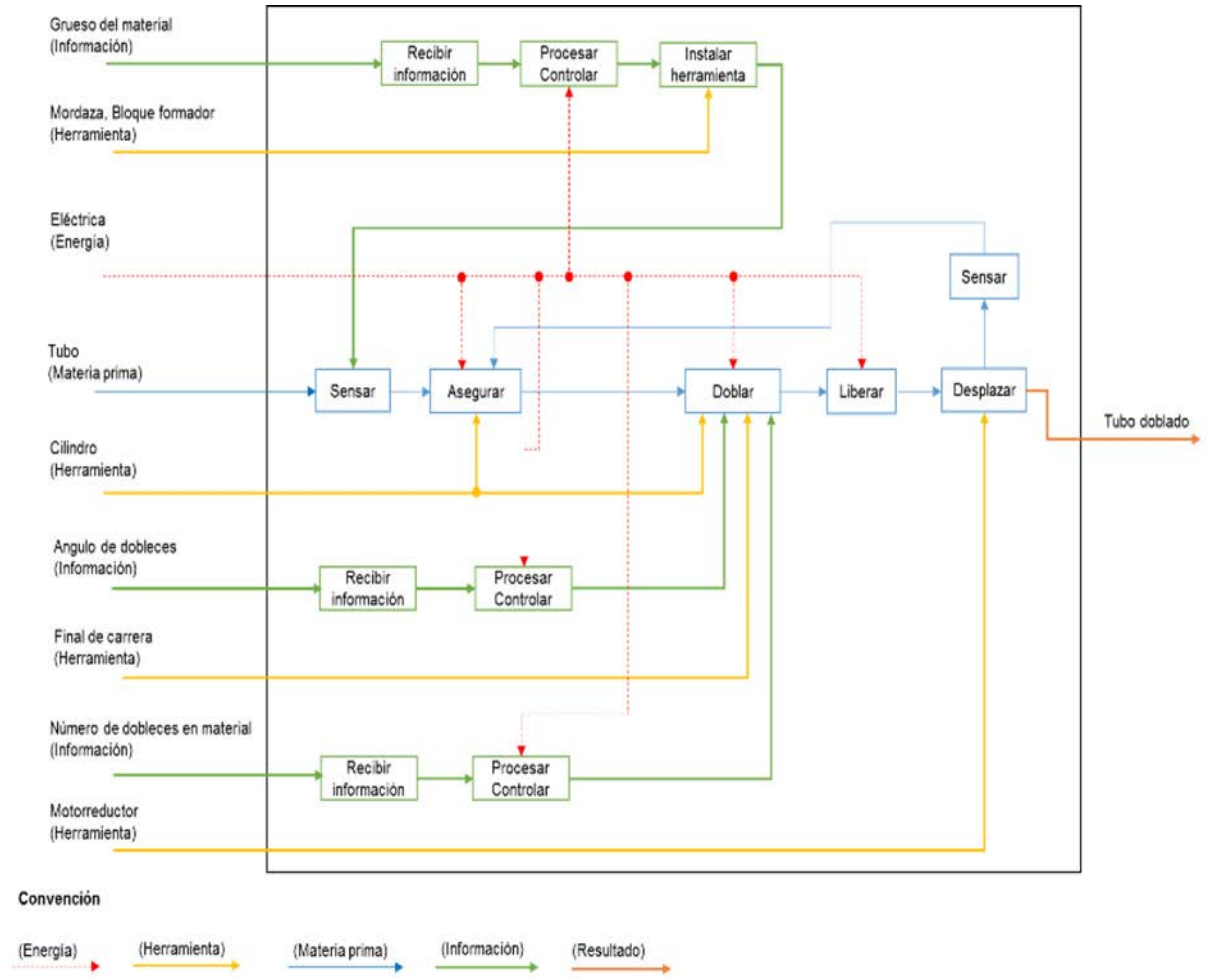 Grueso del material
(Información)
Recibir
información
Procesar
Controlar
Instalar
herramienta
Mordaza, Bloque formador
(Herramienta)
Eléctrica
(Energía)
Sensar
Tubo
(Materia prima)
Sensar
Asegurar
Doblar
Liberar
Desplazar
Tubo doblado
Cilindro
(Herramienta)
Angulo de dobleces
(Información)
Recibir
información
Procesar
Controlar
Final de carrera
(Herramienta)
Número de dobleces en material
(Información)
Recibir
información
Procesar
Controlar
Motorreductor
(Herramienta)
Convención
(Energía)
(Herramienta)
(Materia prima)
(Información)
(Resultado)